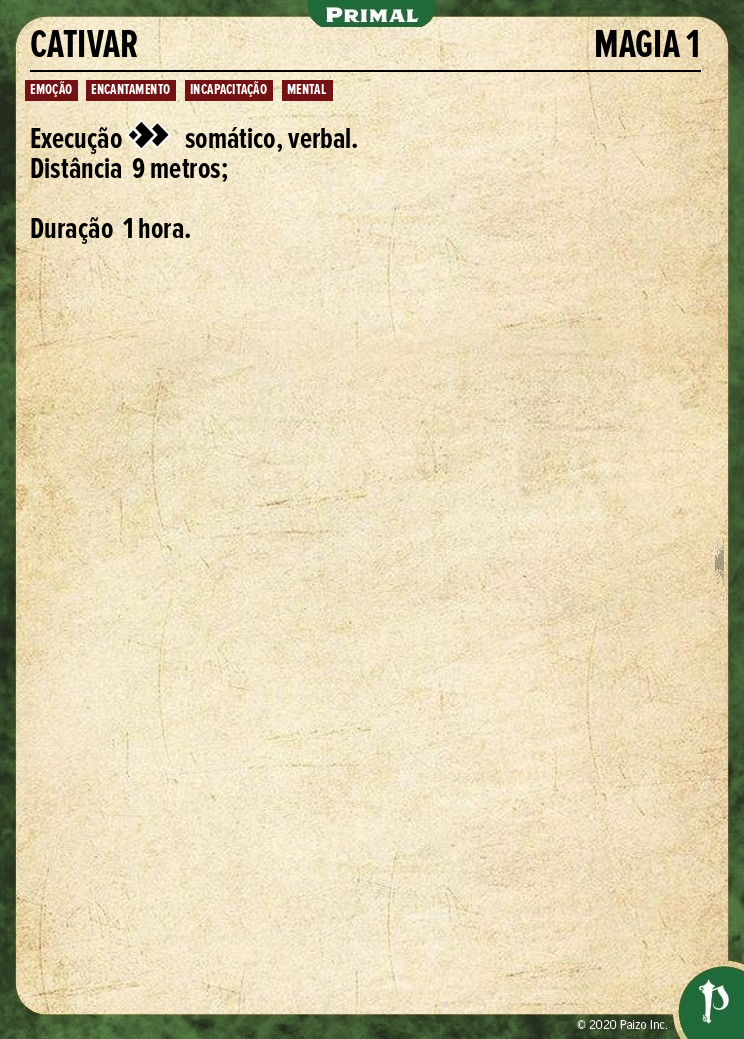 PRIMAL
CATIVAR MAGIA 1
EMOÇÃO ENCANTAMENTO INCAPACITAÇÃO MENTAL
Execução somático, verbal.
Distância 9 metros;
Duração 1 hora.
© 2020 Paizo Inc.